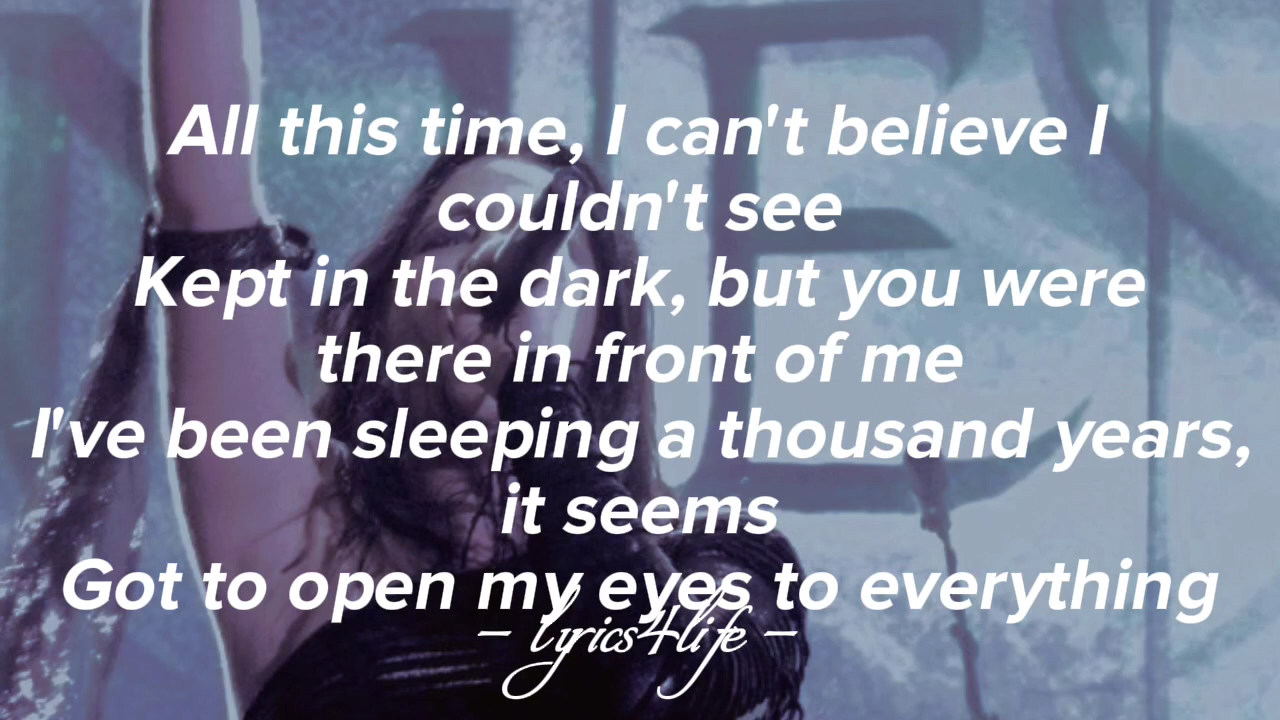 All this time, I can't believe I
couldn't see
Kept in the dark, but you were
there in front of me
I've been sleeping a thousand years,
it seems
Got to open my eyes to everything
– lyrics4life –